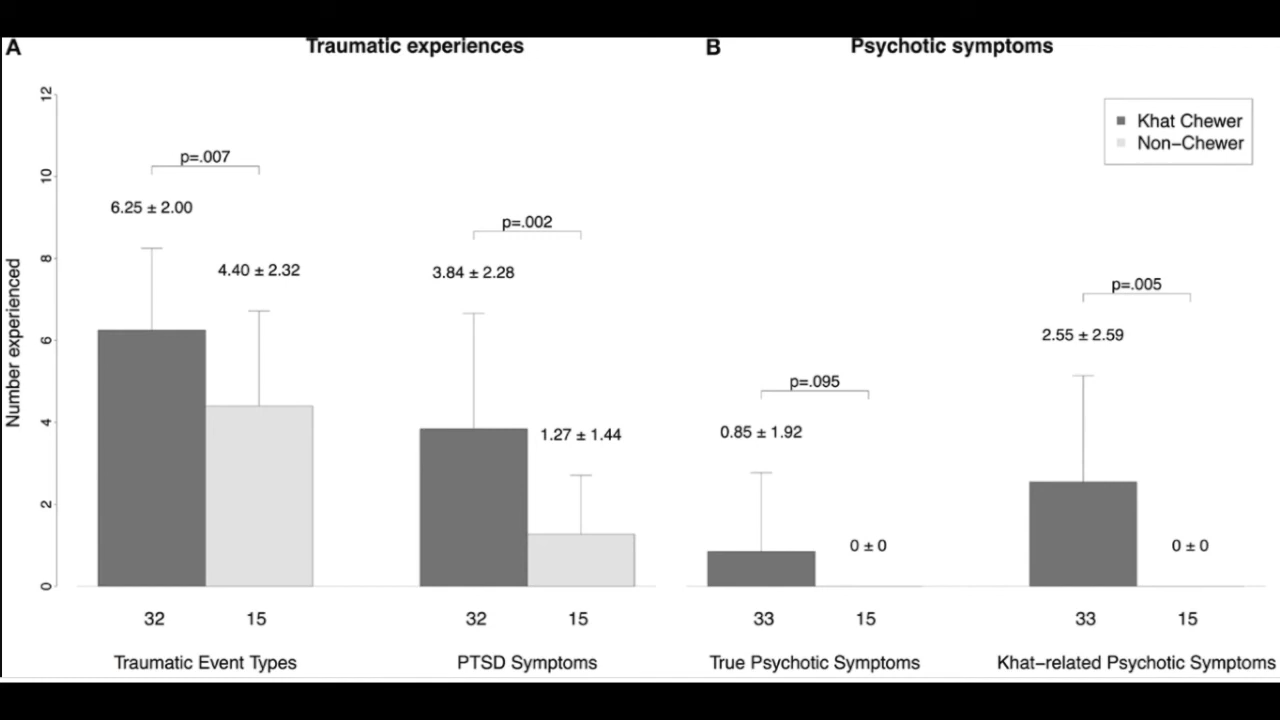 A
Traumatic experiences
Number experienced
12
10
8
6
4
2
0
p=.007
6.25 ± 2.00
4.40 ± 2.32
p=.002
3.84 ± 2.28
1.27 ± 1.44
32
15
32
15
Traumatic Event Types
PTSD Symptoms
B
Psychotic symptoms
Khat Chewer
Non−Chewer
p=.095
0.85 ± 1.92
0 ± 0
p=.005
2.55 ± 2.59
0 ± 0
33
15
33
15
True Psychotic Symptoms
Khat−related Psychotic Symptoms